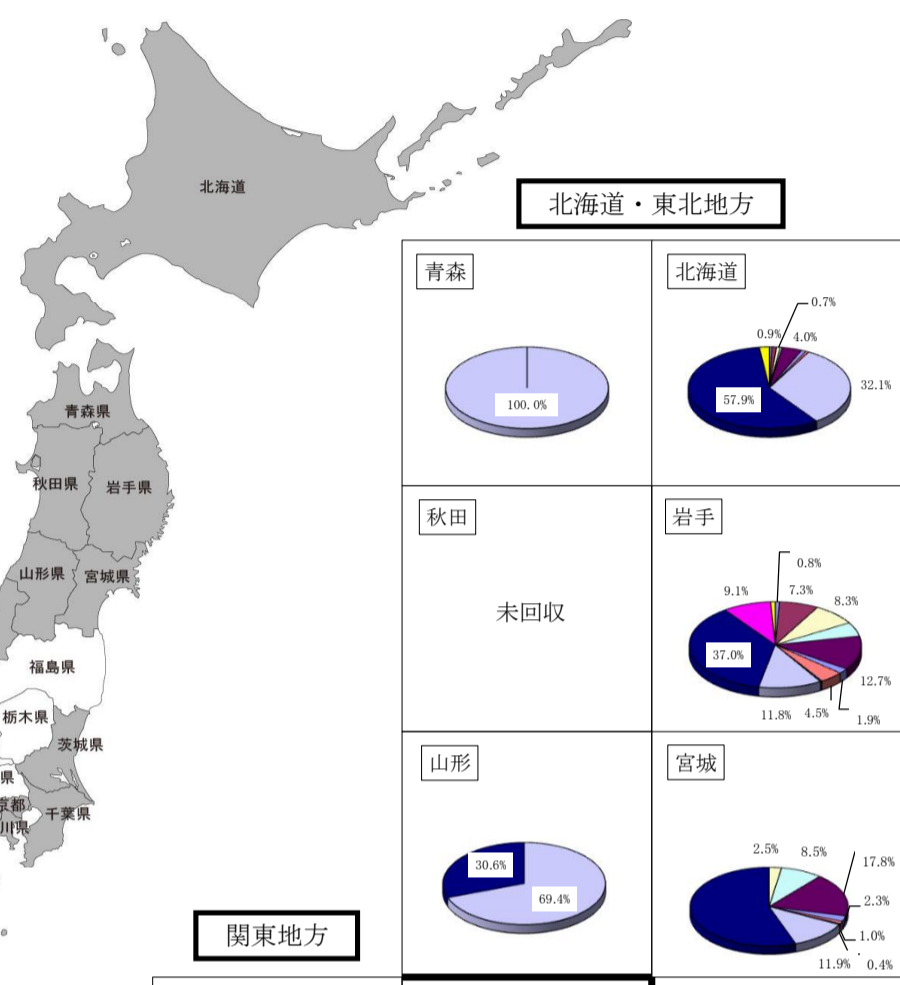 北海道
青森県
秋田県
岩手県
山形県
宮城県
福島県
栃木県
茨城県
県
京都
川県
千葉県
北海道・東北地方
青森
100.0%
北海道
0.7%
0.9%
4.0%
32.1%
57.9%
秋田
未回収
岩手
0.8%
9.1%
7.3%
8.3%
37.0%
12.7%
11.8%
4.5%
1.9%
山形
30.6%
69.4%
宮城
2.5%
8.5%
17.8%
2.3%
1.0%
11.9%
0.4%
関東地方